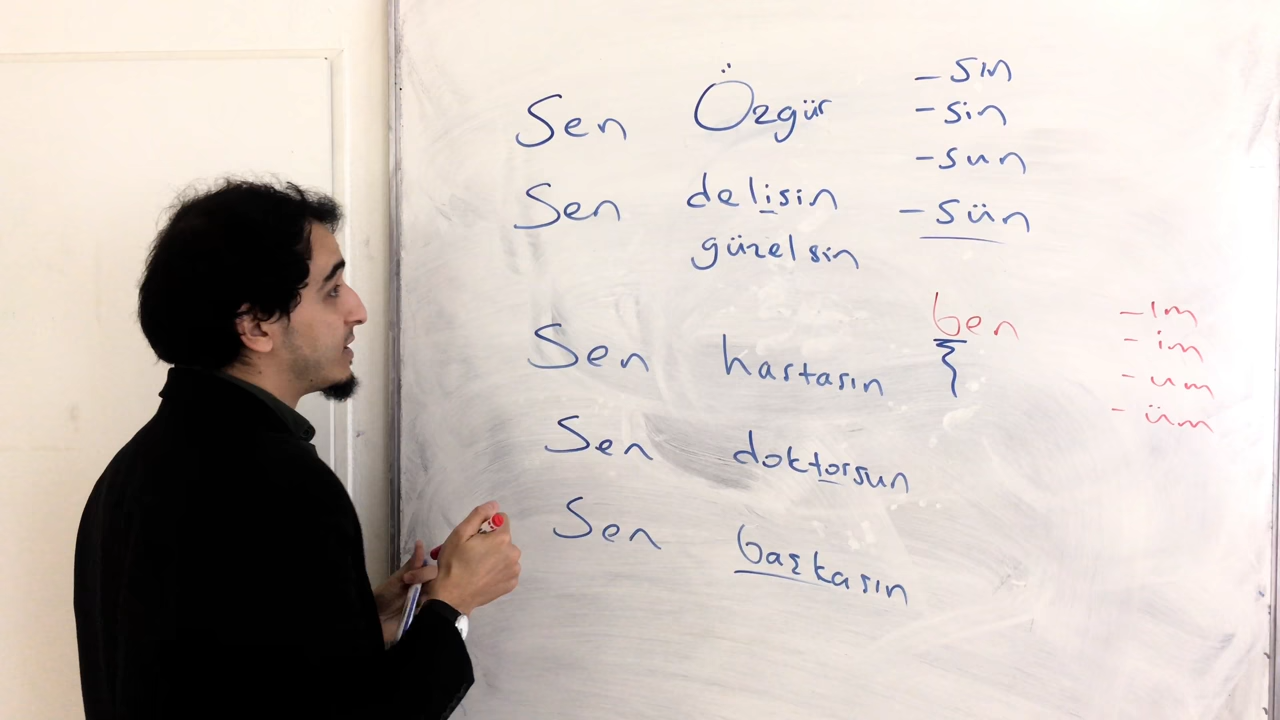 Sen Özgür
-sın
-sin
-sun
-sün
Sen delisin
güzelsin
Sen hastasın
ben
-ım
-im
-um
-üm
Sen doktorsun
Sen başkasın